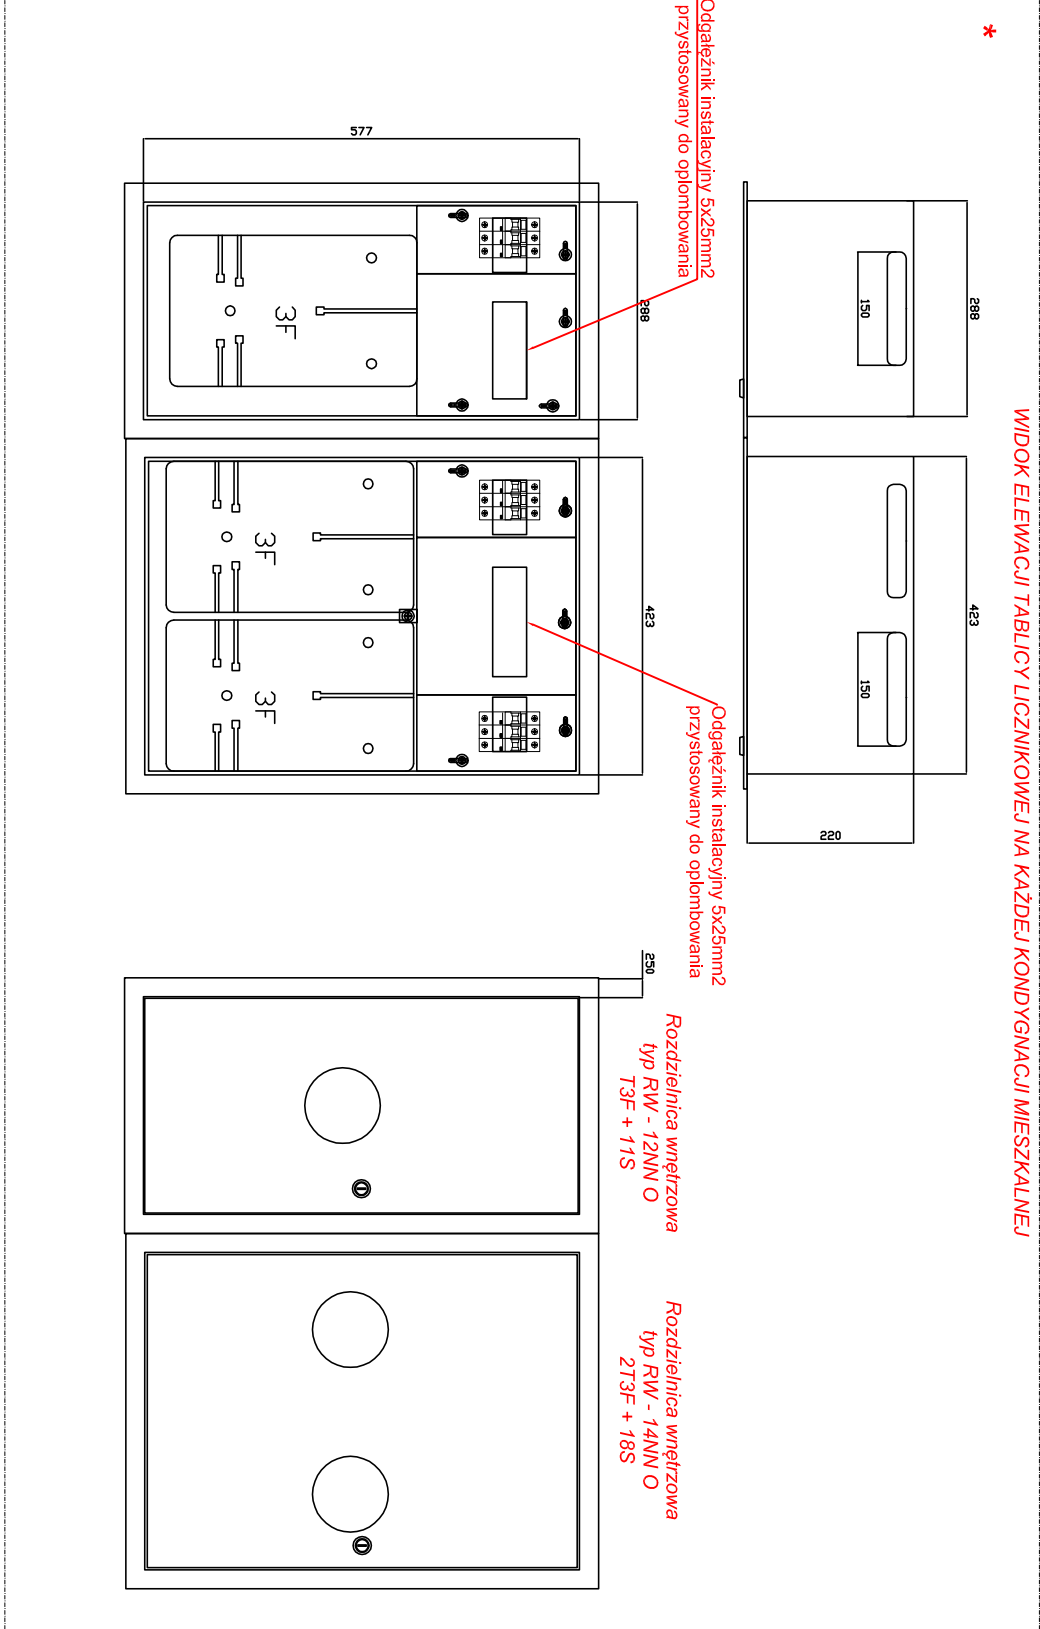 *
WIDOK ELEWACJI TABLICY LICZNIKOWEJ NA KAŻDEJ KONDYGNACJI MIESZKALNEJ
288
423
150
150
220
Odgałęźnik instalacyjny 5x25mm2
przystosowany do oplombowania
Odgałęźnik instalacyjny 5x25mm2
przystosowany do oplombowania
288
423
577
3F
3F
3F
250
Rozdzielnica wnętrzowa
typ RW - 12NN O
T3F + 11S
Rozdzielnica wnętrzowa
typ RW - 14NN O
2T3F + 18S